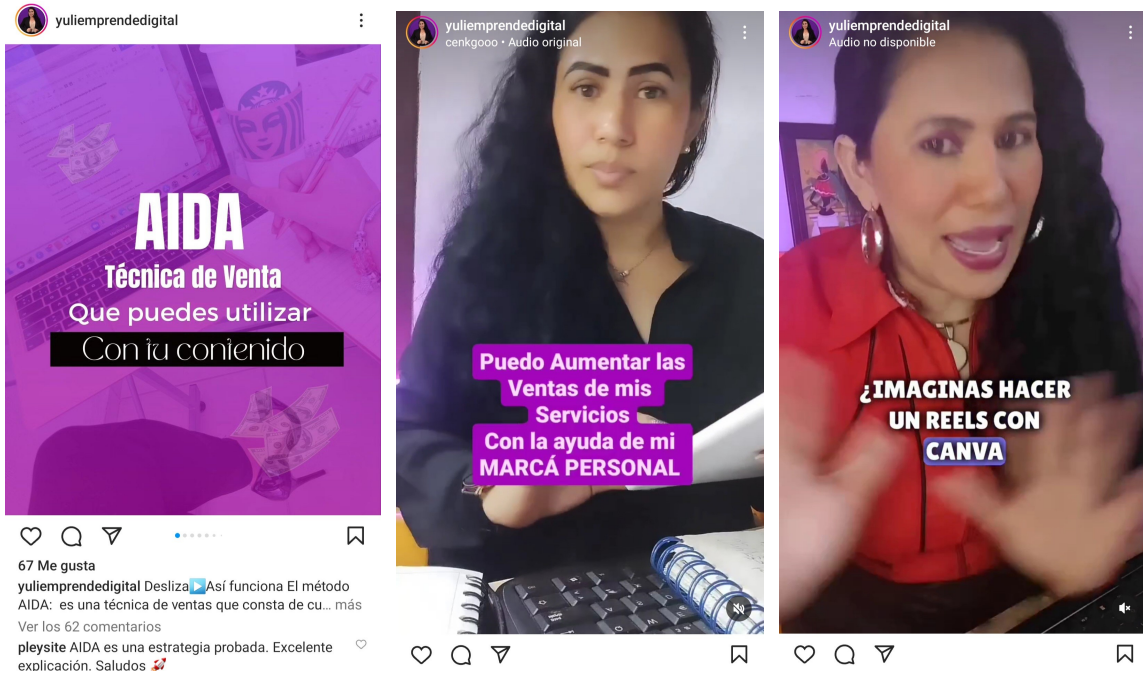 yuliemprendedigital
AIDA
Técnica de Venta
Que puedes utilizar
Con tu contenido
67 Me gusta
yuliemprendedigital Desliza▶️Así funciona El método
AIDA: es una técnica de ventas que consta de cu... más
Ver los 62 comentarios
pleysite AIDA es una estrategia probada. Excelente
explicación. Saludos 🚀
yuliemprendedigital
cenkgooo • Audio original
Puedo Aumentar las
Ventas de mis
Servicios
Con la ayuda de mi
MARCÁ PERSONAL
yuliemprendedigital
Audio no disponible
¿IMAGINAS HACER
UN REELS CON
CANVA